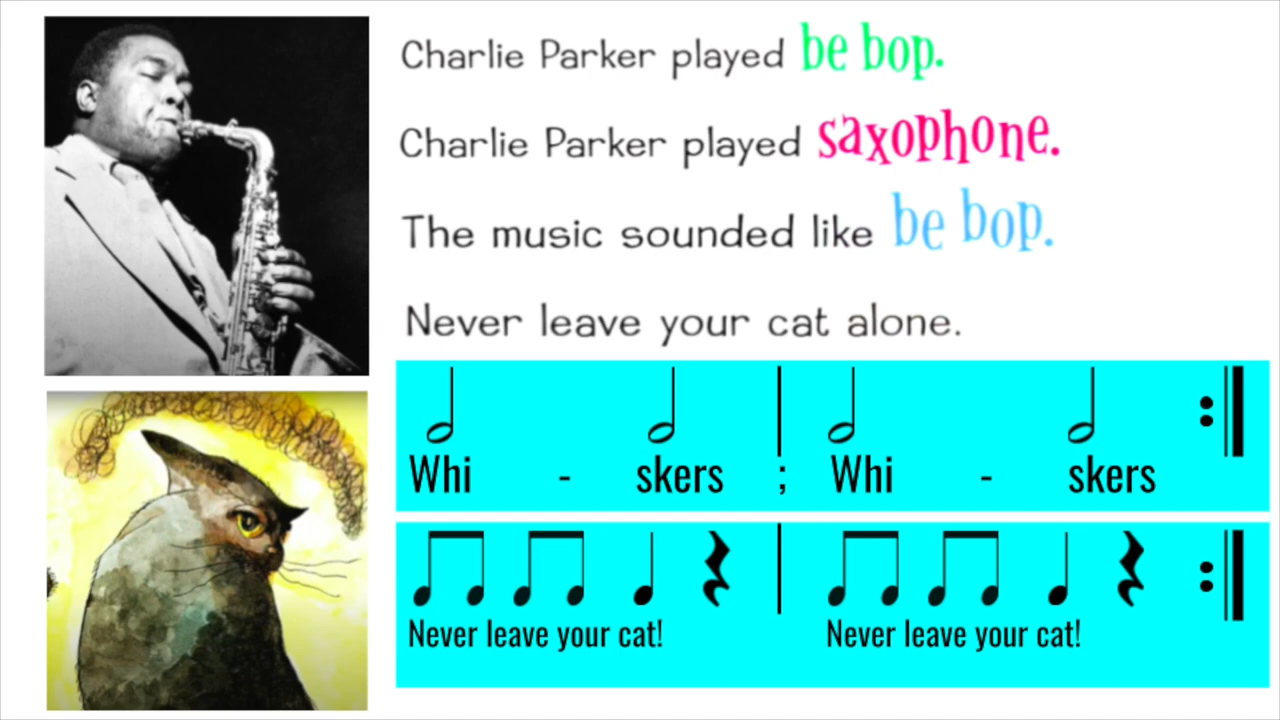 Charlie Parker played be bop.
Charlie Parker played saxophone.
The music sounded like be bop.
Never leave your cat alone.
Whi - skers ; Whi - skers
Never leave your cat! Never leave your cat!